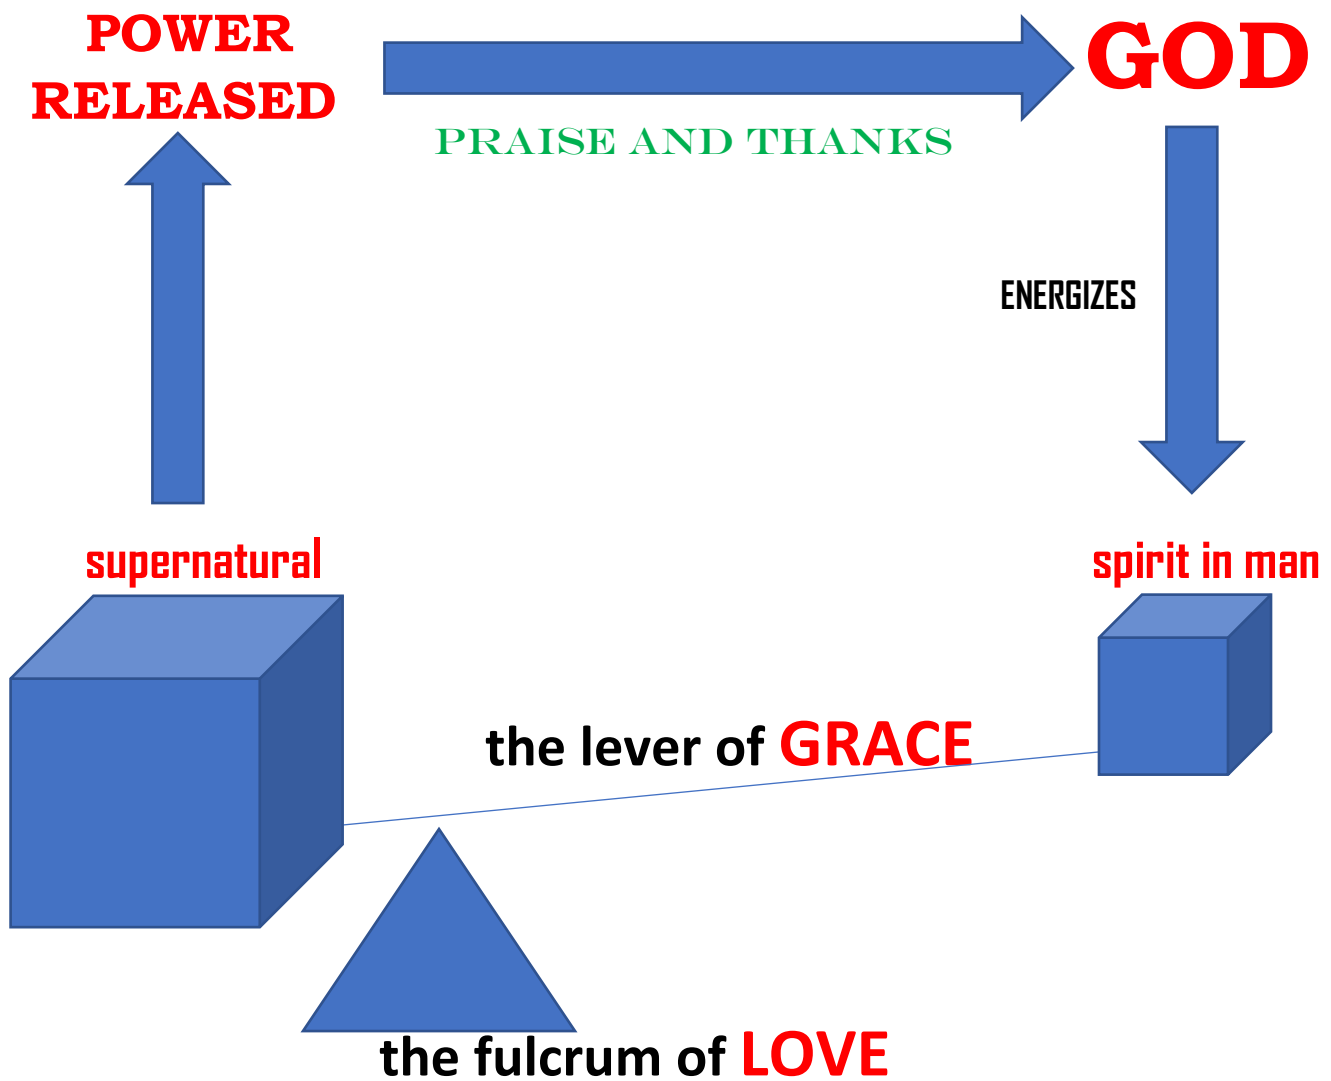 POWER
RELEASED
GOD
PRAISE AND THANKS
ENERGIZES
supernatural
spirit in man
the lever of GRACE
the fulcrum of LOVE